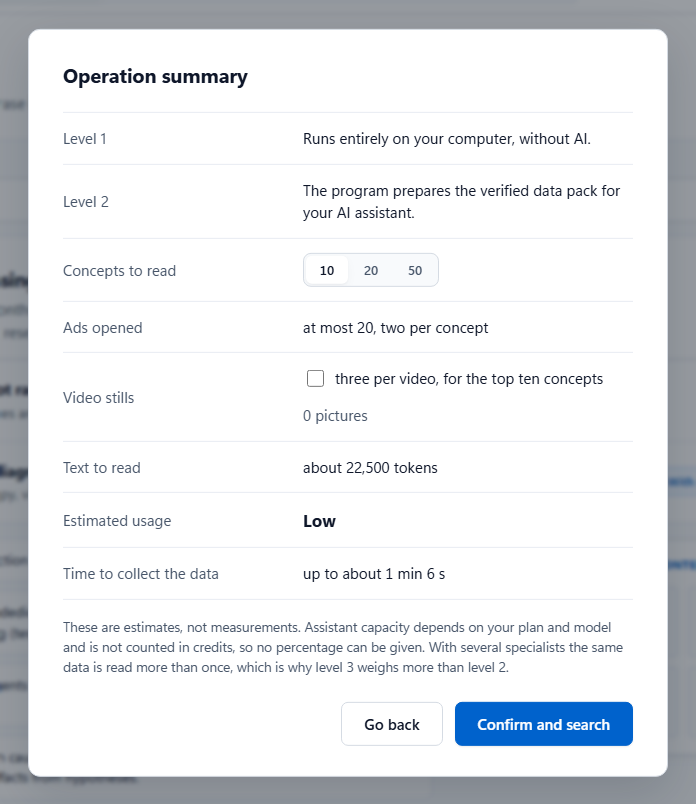 Operation summary
Level 1
Runs entirely on your computer, without AI.
Level 2
The program prepares the verified data pack for
your AI assistant.
Concepts to read
10 20 50
Ads opened
at most 20, two per concept
Video stills
three per video, for the top ten concepts
0 pictures
Text to read
about 22,500 tokens
Estimated usage
Low
Time to collect the data
up to about 1 min 6 s
These are estimates, not measurements. Assistant capacity depends on your plan and model
and is not counted in credits, so no percentage can be given. With several specialists the same
data is read more than once, which is why level 3 weighs more than level 2.
Go back
Confirm and search